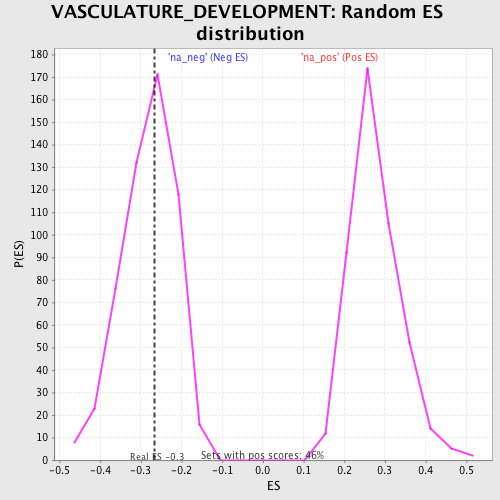 VASCULATURE_DEVELOPMENT: Random ES
distribution
'na_neg' (Neg ES)
'na_pos' (Pos ES)
180
170
160
150
140
130
120
110
100
90
80
70
60
50
40
30
20
10
0
P(ES)
Real ES -0.3
Sets with pos scores: 46%
-0.5 -0.4 -0.3 -0.2 -0.1 0.0 0.1 0.2 0.3 0.4 0.5
ES